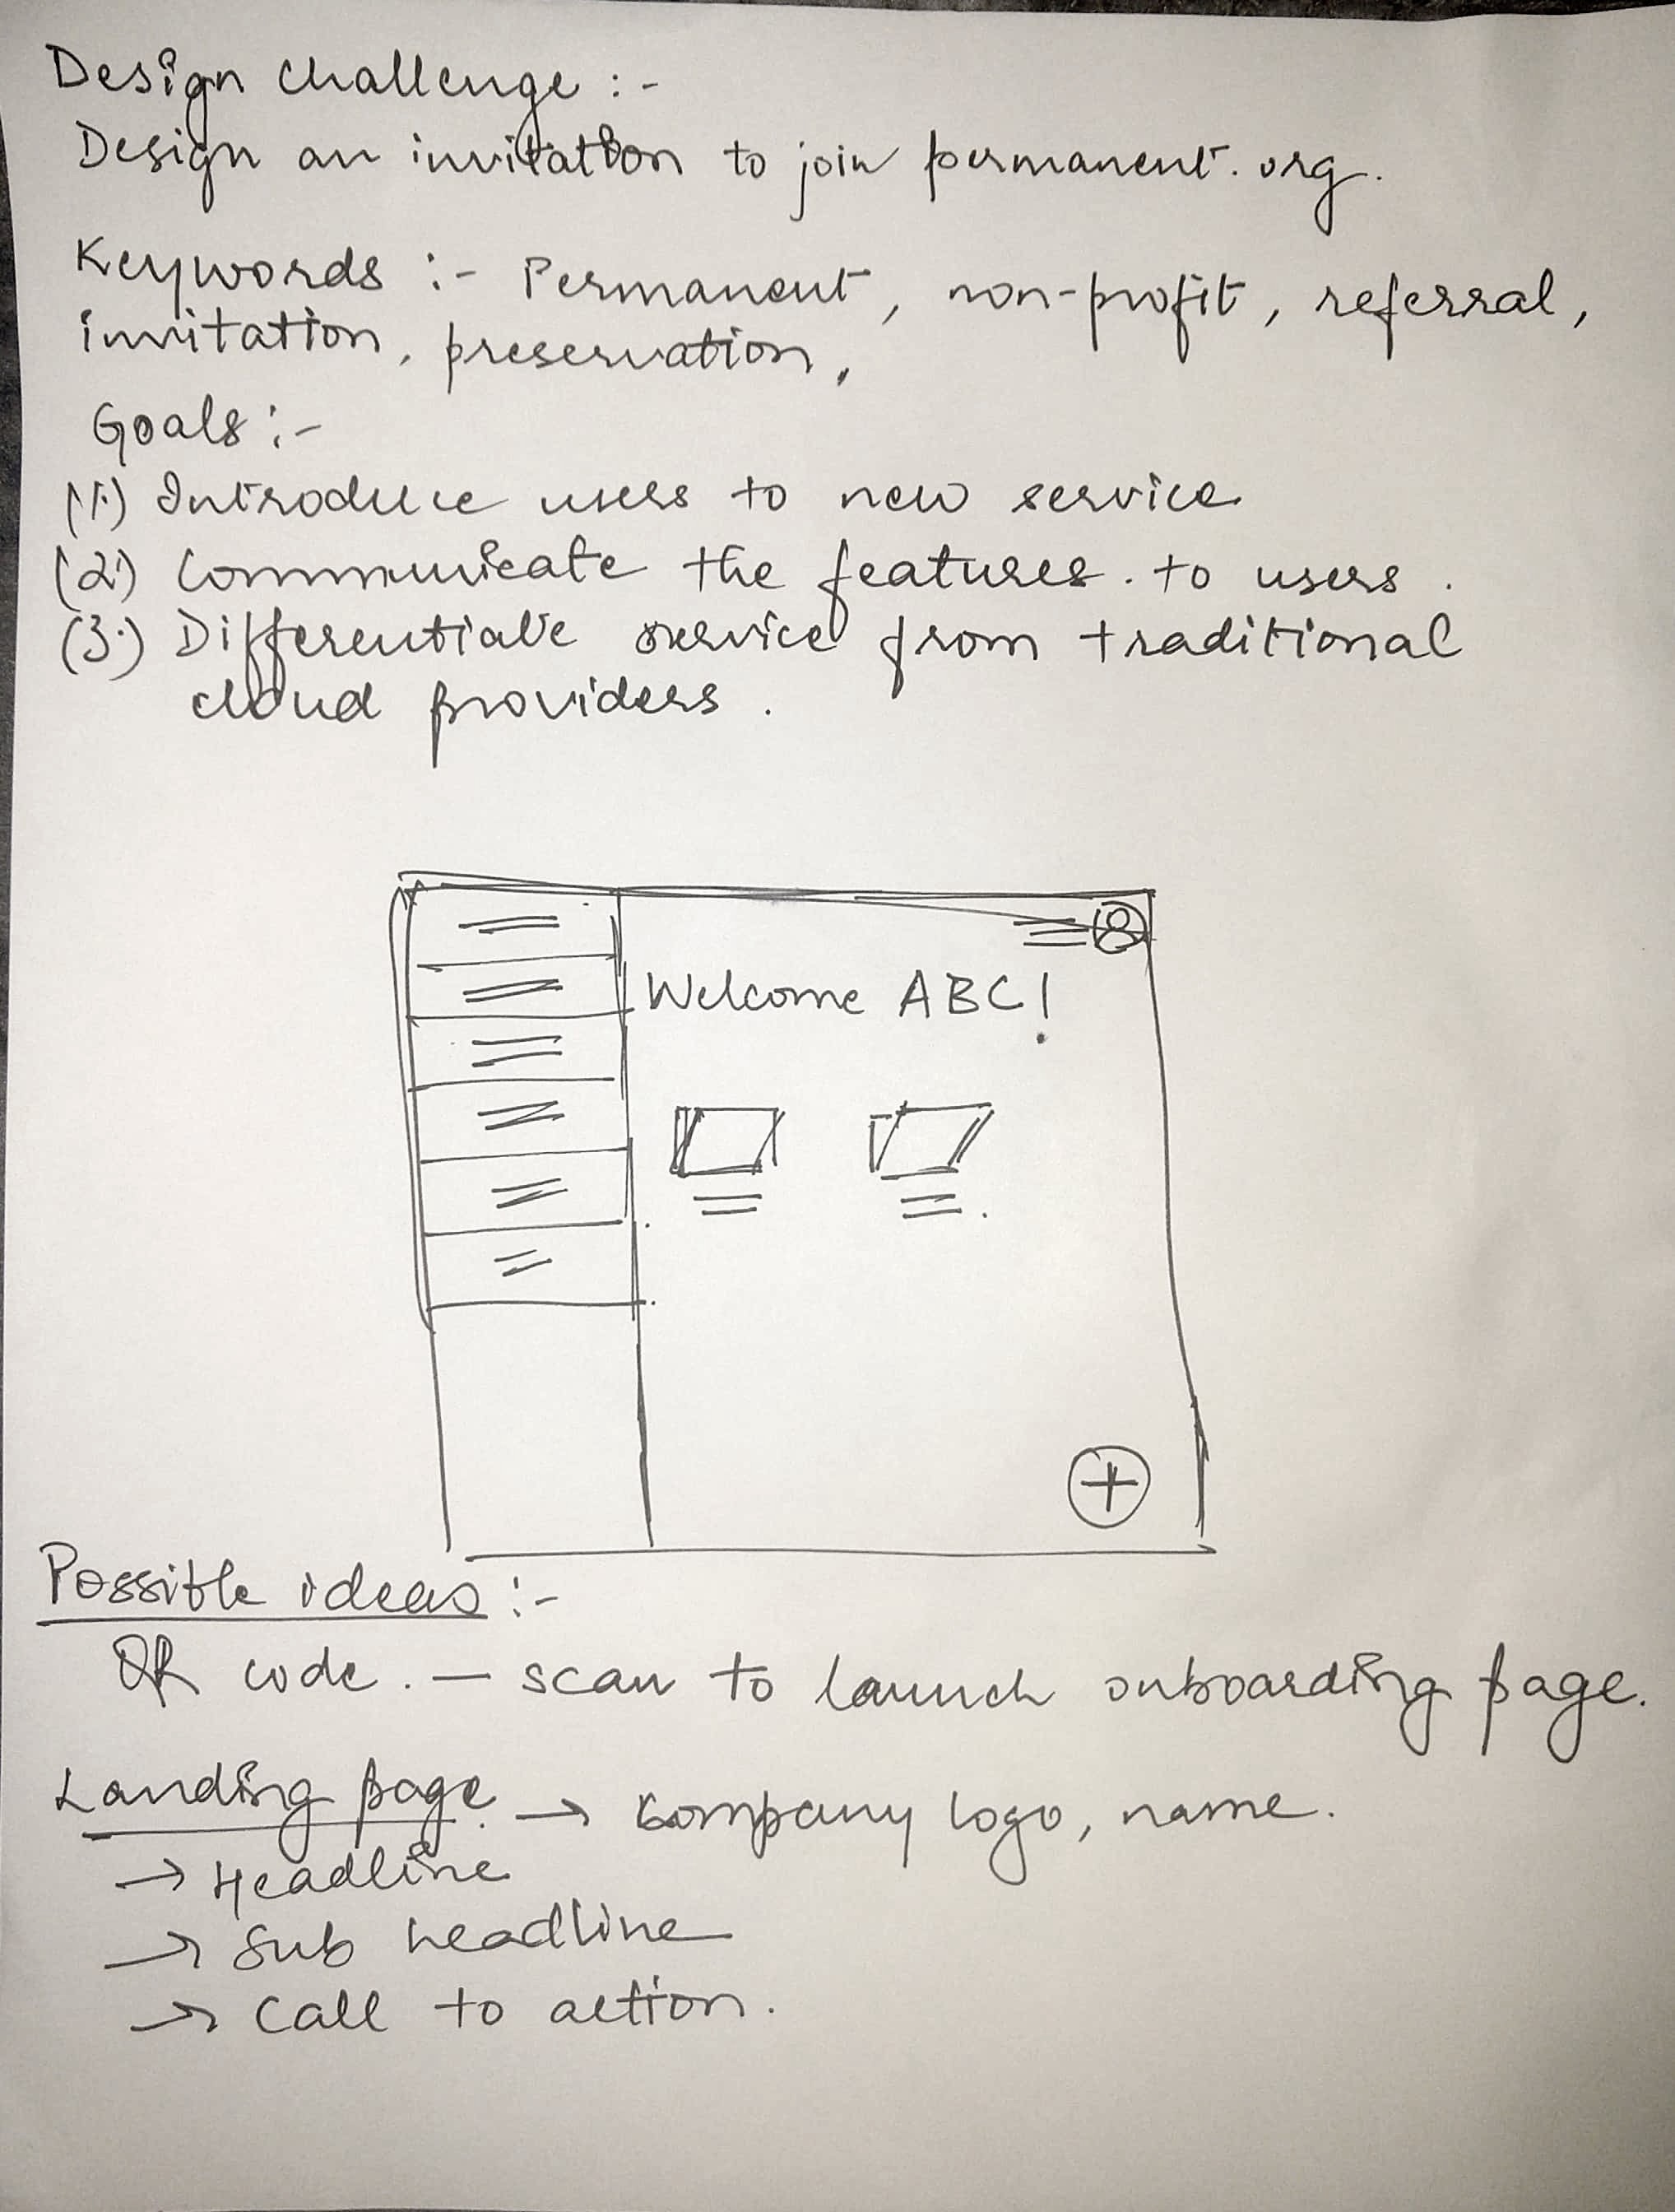 Design challenge :-
Design an invitation to join permanent.org.
Keywords :- Permanent, non-profit, referral,
invitation, preservation,
Goals :-
(1.) Introduce users to new service
(2.) Communicate the features. to users.
(3.) Differentiate service from traditional
cloud providers.
Welcome ABC!
+
Possible ideas :-
QR code. — scan to launch onboarding page.
Landing page. → Company logo, name.
→ Headline
→ Sub headline
→ Call to action.